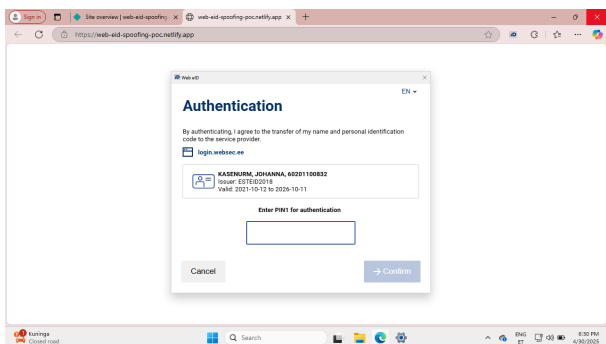 Sign in
Site overview | web-eid-spoofing
web-eid-spoofing-poc.netlify.app
https://web-eid-spoofing-poc.netlify.app
Web eID
EN
Authentication
By authenticating, I agree to the transfer of my name and personal identification
code to the service provider.
login.websec.ee
KASENURM, JOHANNA, 60201100832
Issuer: ESTEID2018
Valid: 2021-10-12 to 2026-10-11
Enter PIN1 for authentication
Cancel
→ Confirm
Kuninga
Closed road
Search
ENG
ET
6:30 PM
4/30/2025